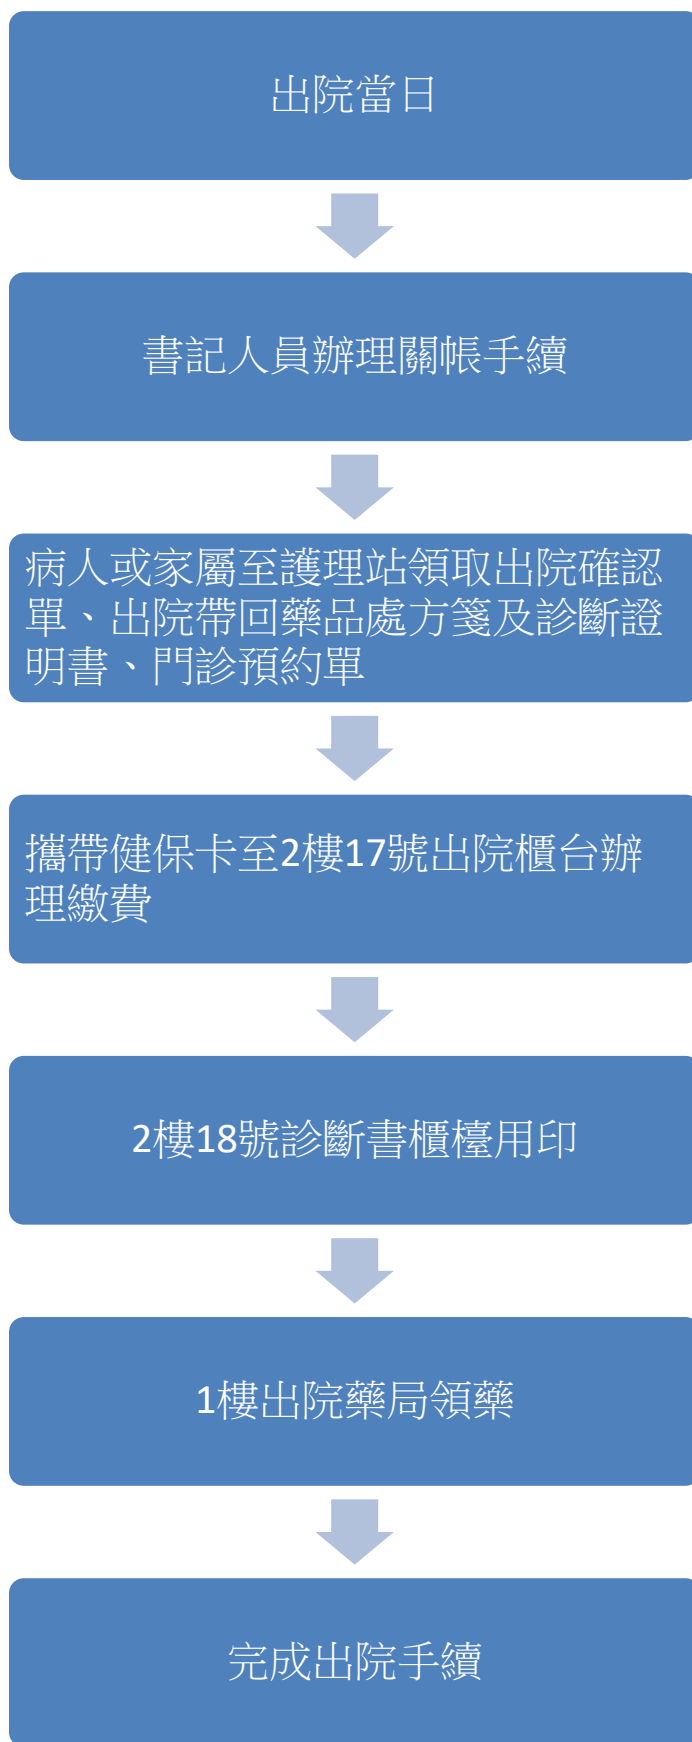 出院當日
書記人員辦理關帳手續
病人或家屬至護理站領取出院確認
單、出院帶回藥品處方箋及診斷證
明書、門診預約單
攜帶健保卡至2樓17號出院櫃台辦
理繳費
2樓18號診斷書櫃檯用印
1樓出院藥局領藥
完成出院手續